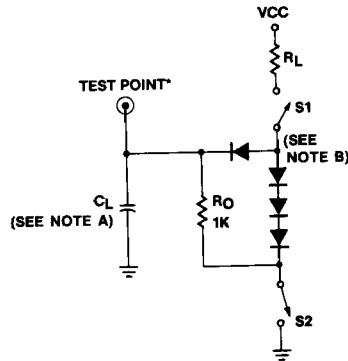 VCC
RL
TEST POINT*
S1
(SEE
NOTE B)
CL
(SEE NOTE A)
RO
1K
S2